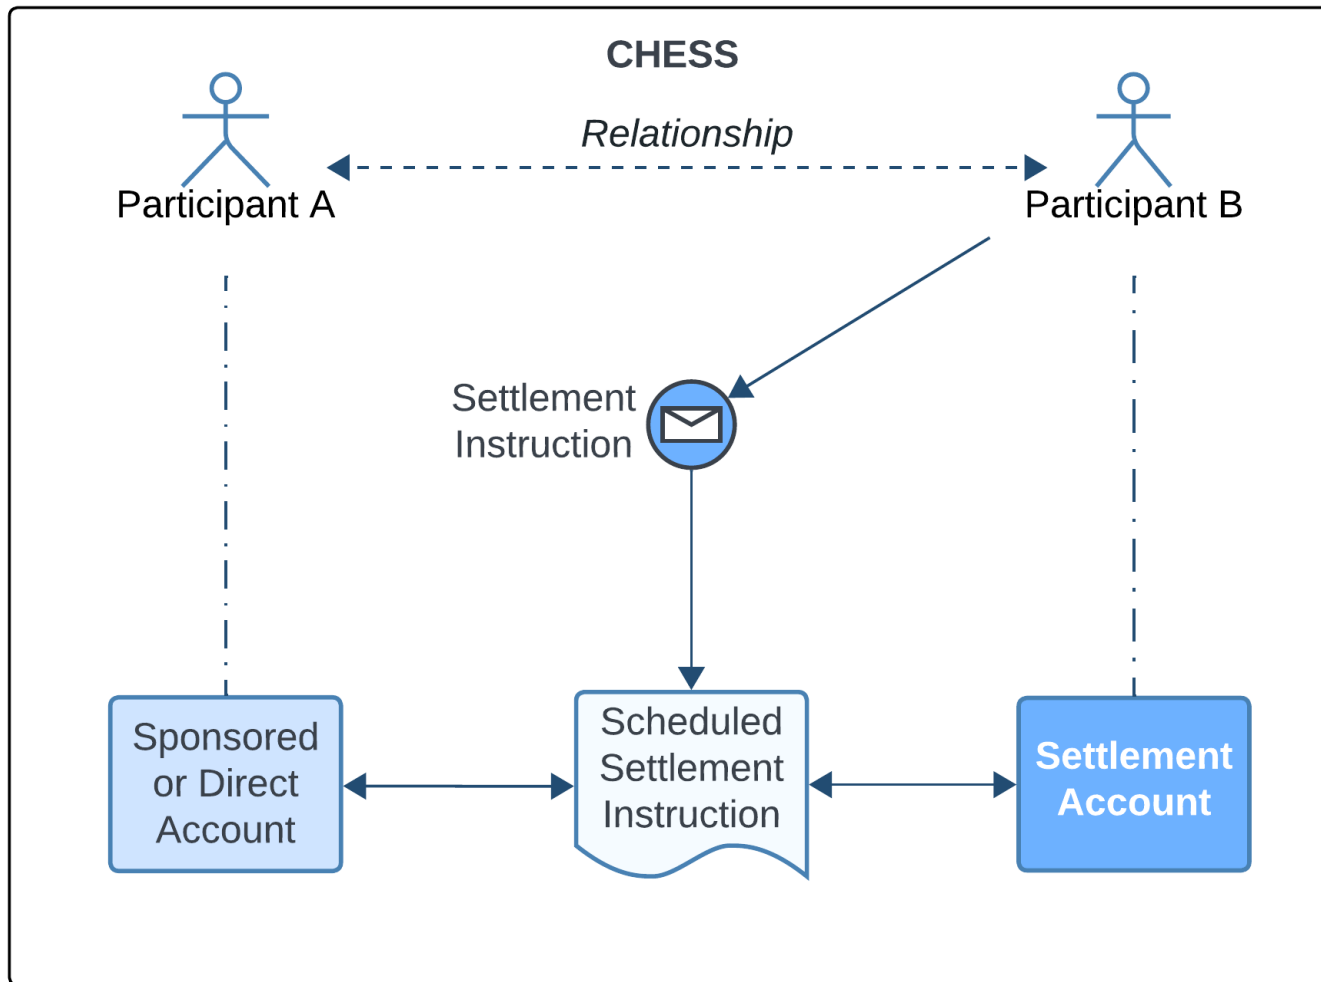 CHESS
Relationship
Participant A
Participant B
Settlement
Instruction
Sponsored
or Direct
Account
Scheduled
Settlement
Instruction
Settlement
Account